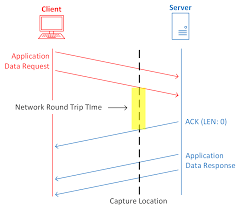 Client
Server
Application
Data Request
Network Round Trip Time
ACK (LEN: 0)
Application
Data Response
Capture Location